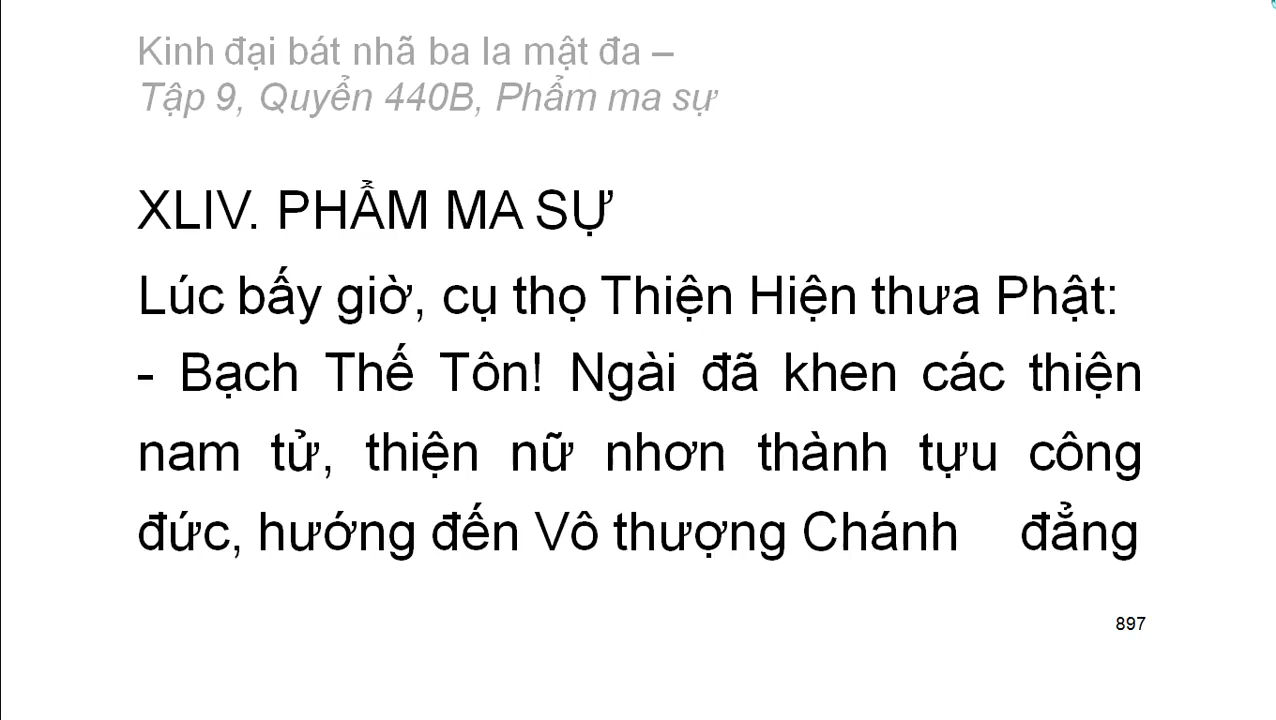 Kinh đại bát nhã ba la mật đa –
Tập 9, Quyển 440B, Phẩm ma sự
XLIV. PHẨM MA SỰ
Lúc bấy giờ, cụ thọ Thiện Hiện thưa Phật:
- Bạch Thế Tôn! Ngài đã khen các thiện
nam tử, thiện nữ nhơn thành tựu công
đức, hướng đến Vô thượng Chánh đẳng
897